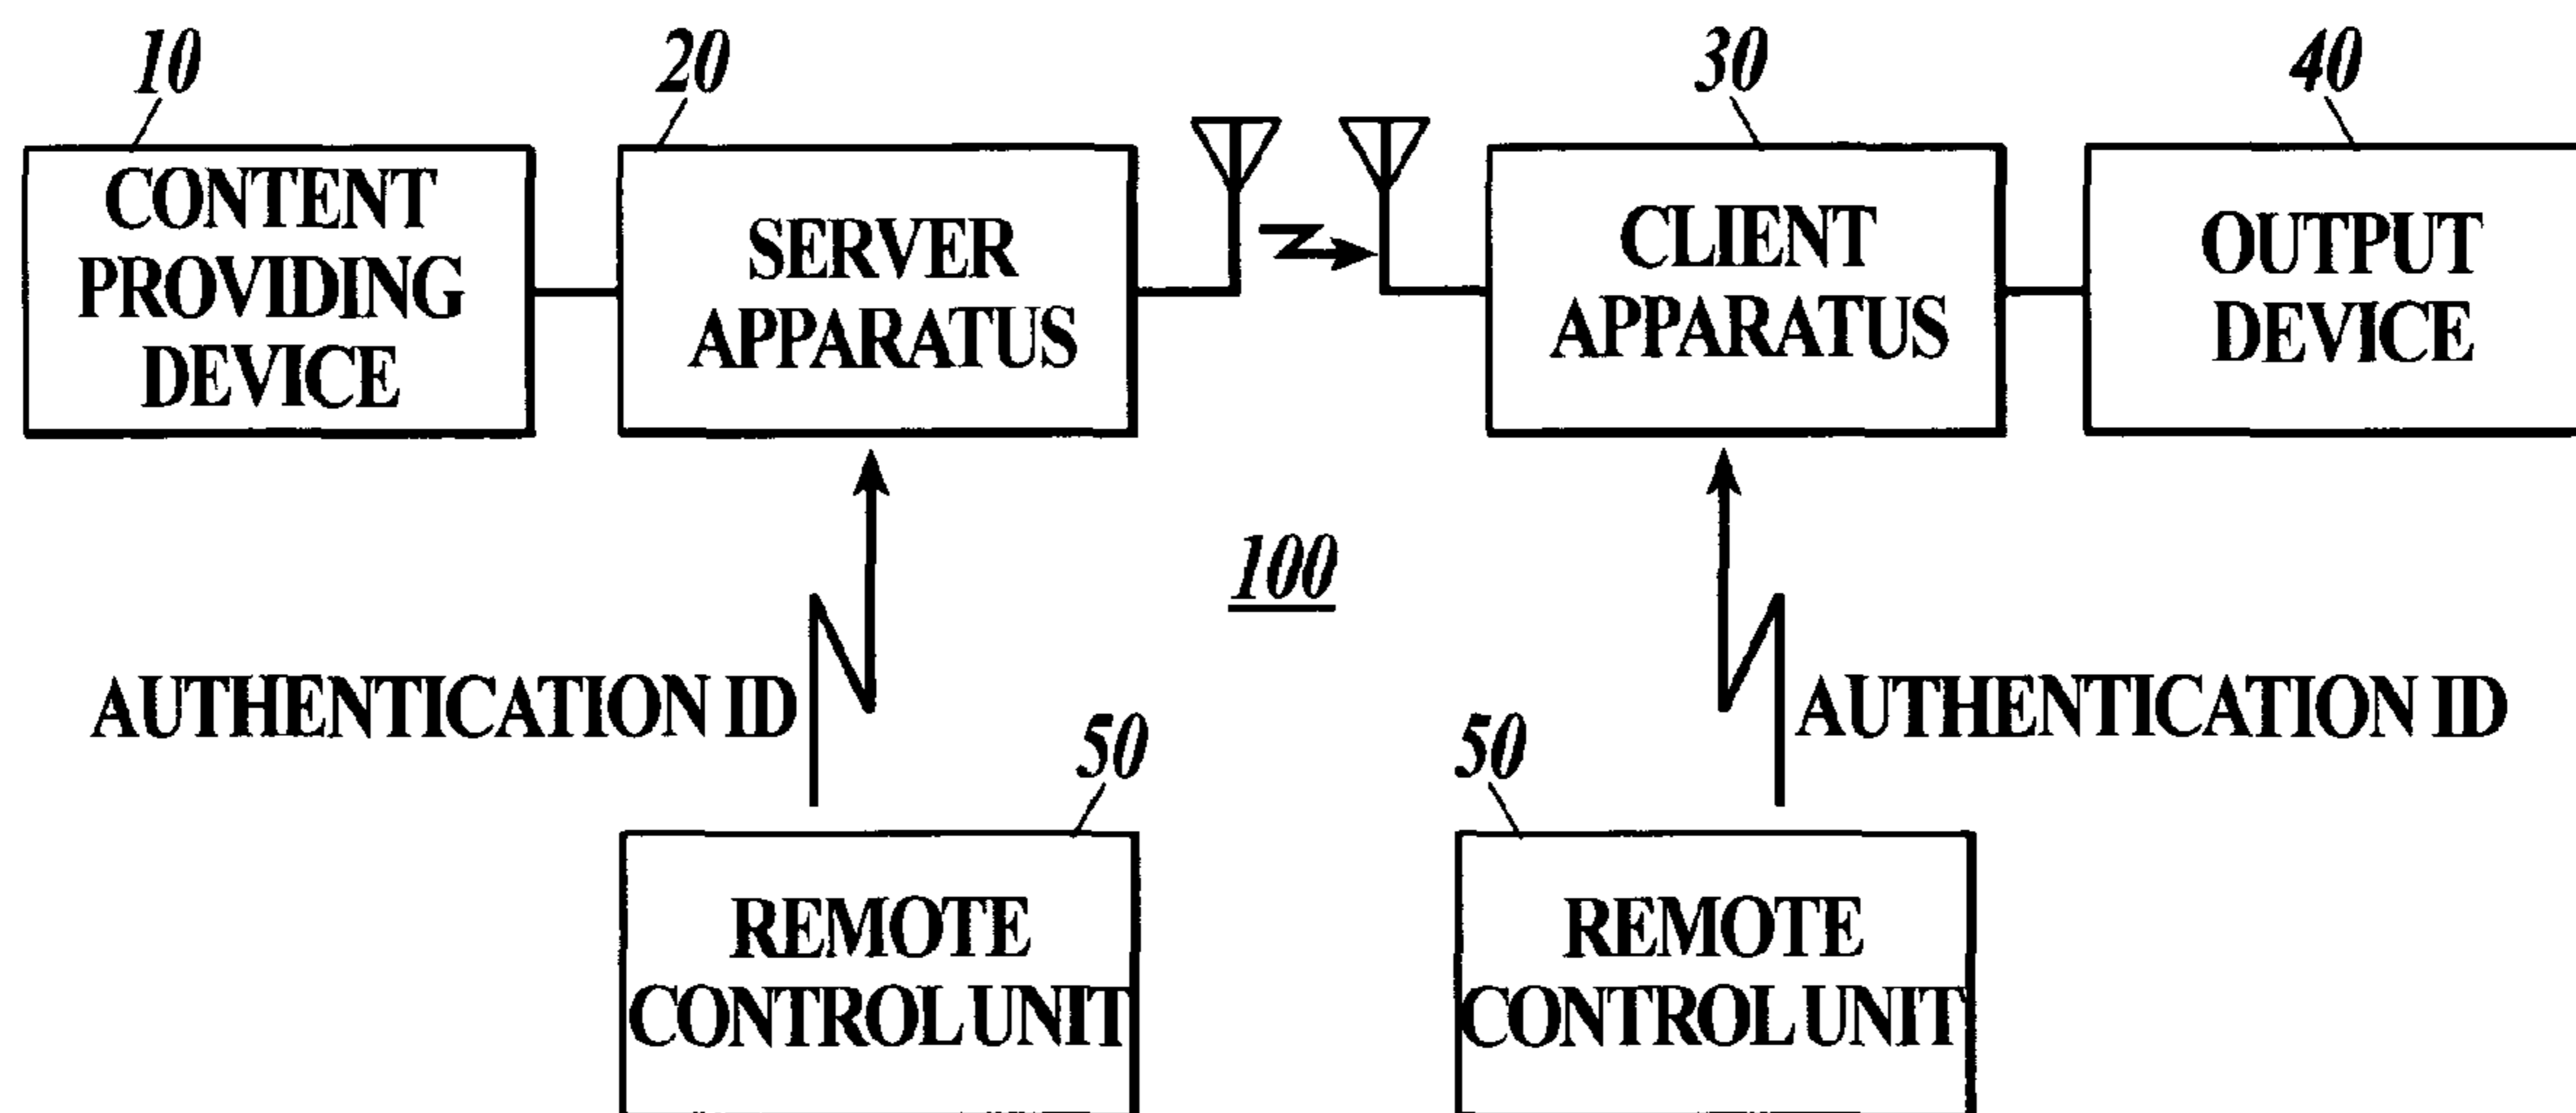 10
20
30
40
CONTENT
PROVIDING
DEVICE
SERVER
APPARATUS
CLIENT
APPARATUS
OUTPUT
DEVICE
100
AUTHENTICATION ID
AUTHENTICATION ID
50
50
REMOTE
CONTROL UNIT
REMOTE
CONTROL UNIT